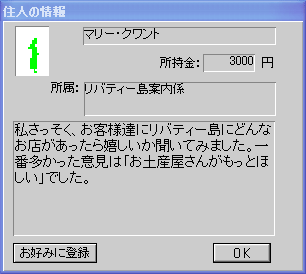 住人の情報
マリー・クワント
所持金: 3000 円
所属: リバティー島案内係
私さっそく、お客様達にリバティー島にどんな
お店があったら嬉しいか聞いてみました。一
番多かった意見は「お土産屋さんがもっとほ
しい」でした。
お好みに登録
OK